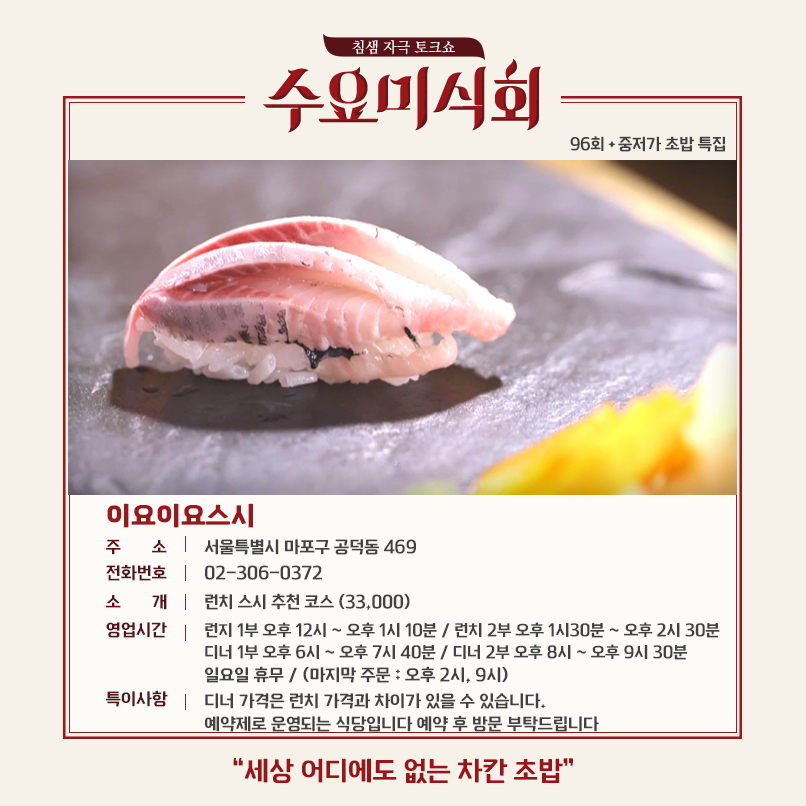 침샘 자극 토크쇼
수요미식회
96회 + 중저가 초밥 특집
이요이요스시
주 소 | 서울특별시 마포구 공덕동 469
전화번호 | 02-306-0372
소 개 | 런치 스시 추천 코스 (33,000)
영업시간 | 런지 1부 오후 12시 ~ 오후 1시 10분 / 런치 2부 오후 1시30분 ~ 오후 2시 30분
디너 1부 오후 6시 ~ 오후 7시 40분 / 디너 2부 오후 8시 ~ 오후 9시 30분
일요일 휴무 / (마지막 주문 : 오후 2시, 9시)
특이사항 | 디너 가격은 런치 가격과 차이가 있을 수 있습니다.
예약제로 운영되는 식당입니다 예약 후 방문 부탁드립니다
“세상 어디에도 없는 차칸 초밥”